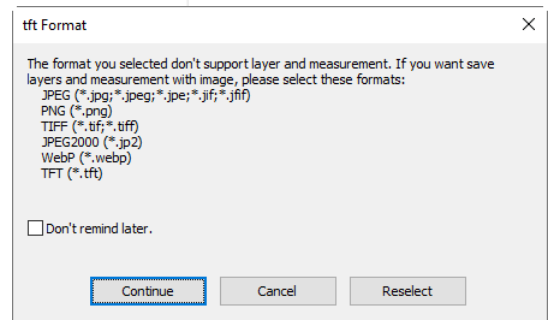 tft Format
The format you selected don't support layer and measurement. If you want save
layers and measurement with image, please select these formats:
JPEG (*.jpg;*.jpeg;*.jpe;*.jif;*.jfif)
PNG (*.png)
TIFF (*.tif;*.tiff)
JPEG2000 (*.jp2)
WebP (*.webp)
TFT (*.tft)
Don't remind later.
Continue Cancel Reselect